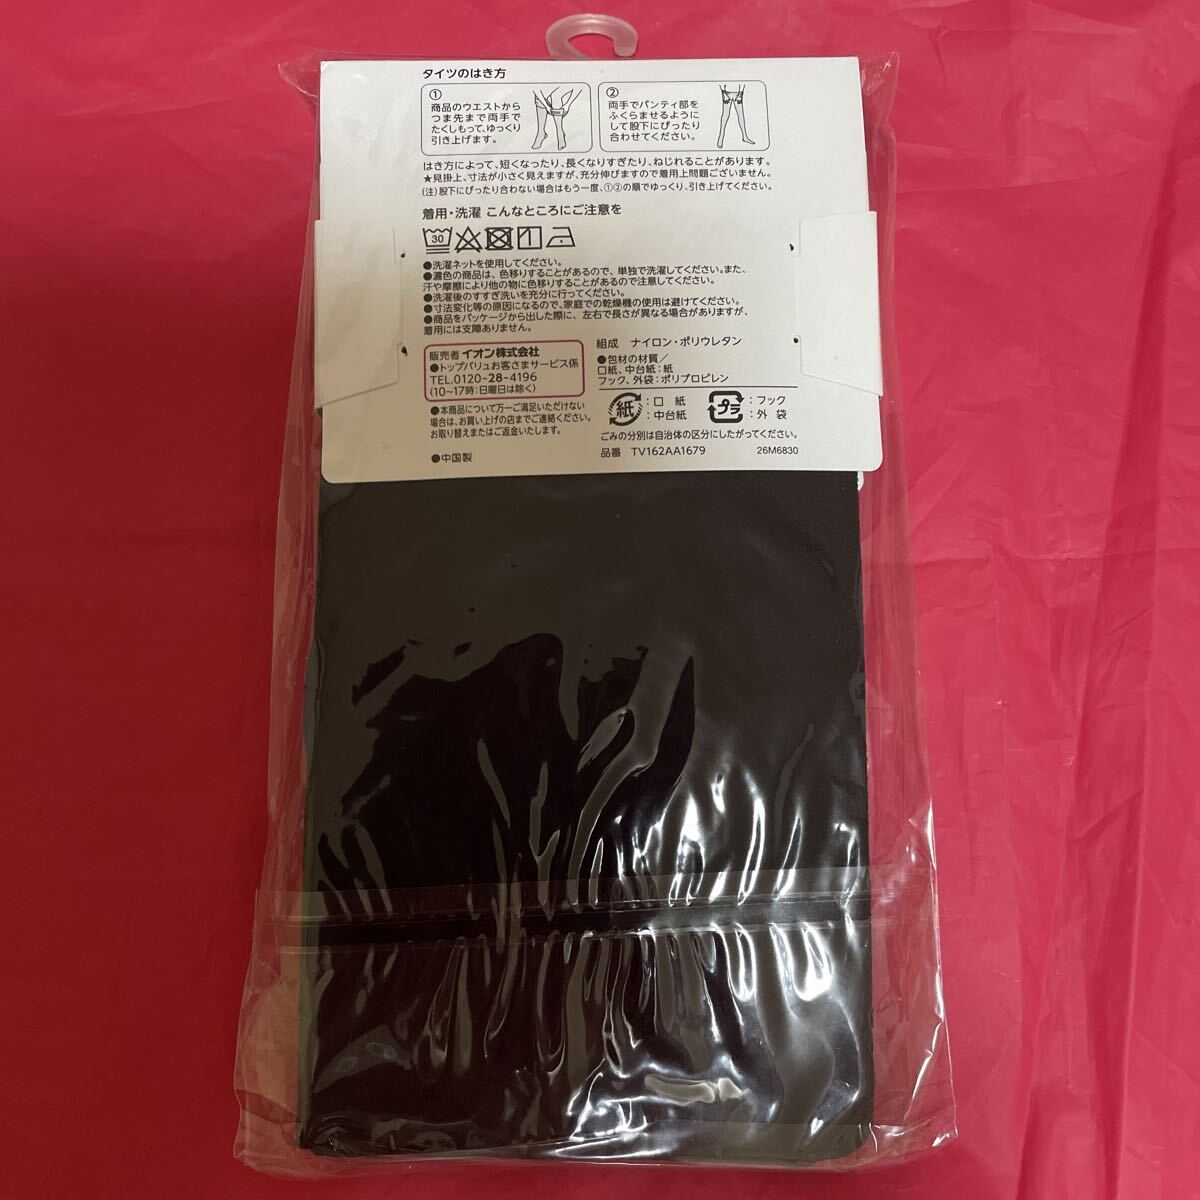 タイツのはき方
①
商品のウエストから
つま先まで両手で
たくしもって、ゆっくり
引き上げます。
②
両手でパンティ部を
ふくらませるように
して股下にぴったり
合わせてください。
はき方によって、短くなったり、長くなりすぎたり、ねじれることがあります。
★見掛上、寸法が小さく見えますが、充分伸びますので着用上問題ございません。
(注)股下にぴったり合わない場合はもう一度、①②の順でゆっくり、引き上げてください。
着用・洗濯 こんなところにご注意を
30
●洗濯ネットを使用してください。
●濃色の商品は、色移りすることがあるので、単独で洗濯してください。また、
汗や摩擦により他の物に色移りすることがあるので注意してください。
●洗濯後のすすぎ洗いを充分に行ってください。
●寸法変化等の原因になるので、家庭での乾燥機の使用は避けてください。
●商品をパッケージから出した際に、左右で長さが異なる場合がありますが、
着用には支障ありません。
販売者 イオン株式会社
●トップバリュお客さまサービス係
TEL.0120-28-4196
(10~17時:日曜日は除く)
●本商品について万一ご満足いただけない
場合は、お買い上げの店までご連絡ください。
お取り替えまたはご返金いたします。
●中国製
組成 ナイロン・ポリウレタン
●包材の材質/
口紙、中台紙:紙
フック、外袋:ポリプロピレン
紙 :口 紙
:中台紙
プラ :フック
:外 袋
ごみの分別は自治体の区分にしたがってください。
品番 TV162AA1679 26M6830